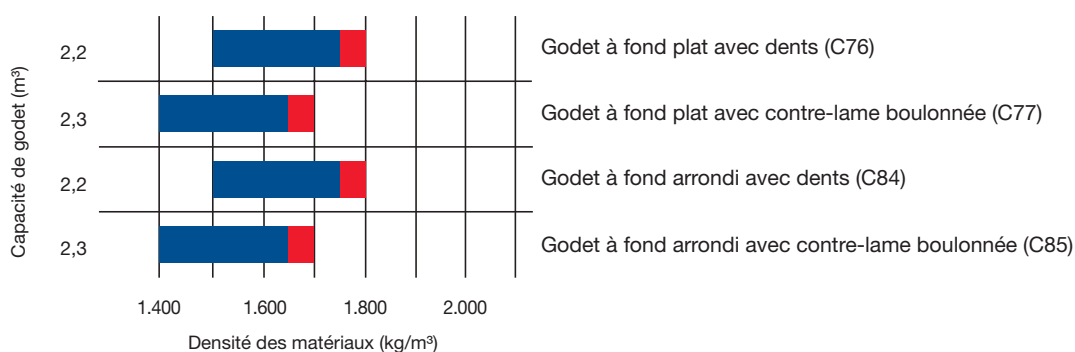 Capacité de godet (m³)
2,2 Godet à fond plat avec dents (C76)
2,3 Godet à fond plat avec contre-lame boulonnée (C77)
2,2 Godet à fond arrondi avec dents (C84)
2,3 Godet à fond arrondi avec contre-lame boulonnée (C85)
1.400 1.600 1.800 2.000
Densité des matériaux (kg/m³)